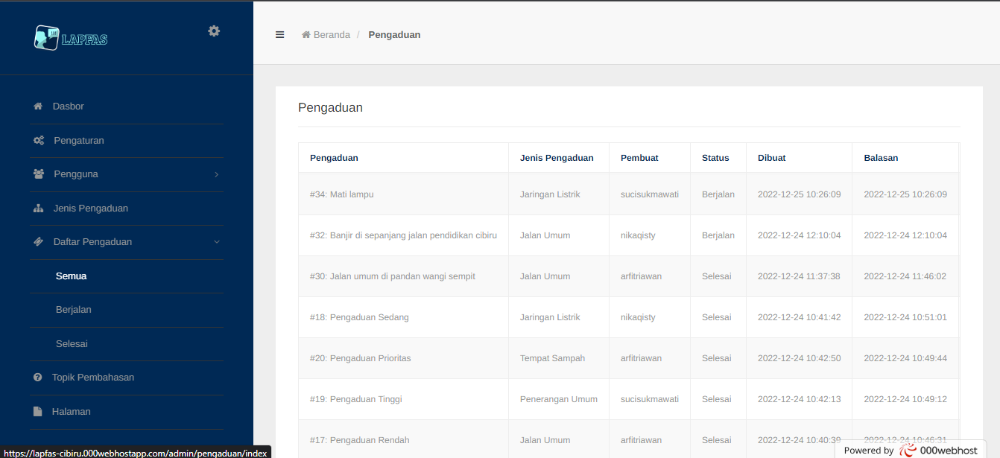 LAPFAS
Beranda / Pengaduan
Dasbor
Pengaturan
Pengguna
Jenis Pengaduan
Daftar Pengaduan
Semua
Berjalan
Selesai
Topik Pembahasan
Halaman
Pengaduan
Pengaduan Jenis Pengaduan Pembuat Status Dibuat Balasan
#34: Mati lampu Jaringan Listrik sucisukmawati Berjalan 2022-12-25 10:26:09 2022-12-25 10:26:09
#32: Banjir di sepanjang jalan pendidikan cibiru Jalan Umum nikaqisty Berjalan 2022-12-24 12:10:04 2022-12-24 12:10:04
#30: Jalan umum di pandan wangi sempit Jalan Umum arfitriawan Selesai 2022-12-24 11:37:38 2022-12-24 11:46:02
#18: Pengaduan Sedang Jaringan Listrik nikaqisty Selesai 2022-12-24 10:41:42 2022-12-24 10:51:01
#20: Pengaduan Prioritas Tempat Sampah arfitriawan Selesai 2022-12-24 10:42:50 2022-12-24 10:49:44
#19: Pengaduan Tinggi Penerangan Umum sucisukmawati Selesai 2022-12-24 10:42:13 2022-12-24 10:49:12
#17: Pengaduan Rendah Jalan Umum arfitriawan Selesai 2022-12-24 10:40:39 2022-12-24 10:46:31
https://lapfas-cibiru.000webhostapp.com/admin/pengaduan/index
Powered by 000webhost